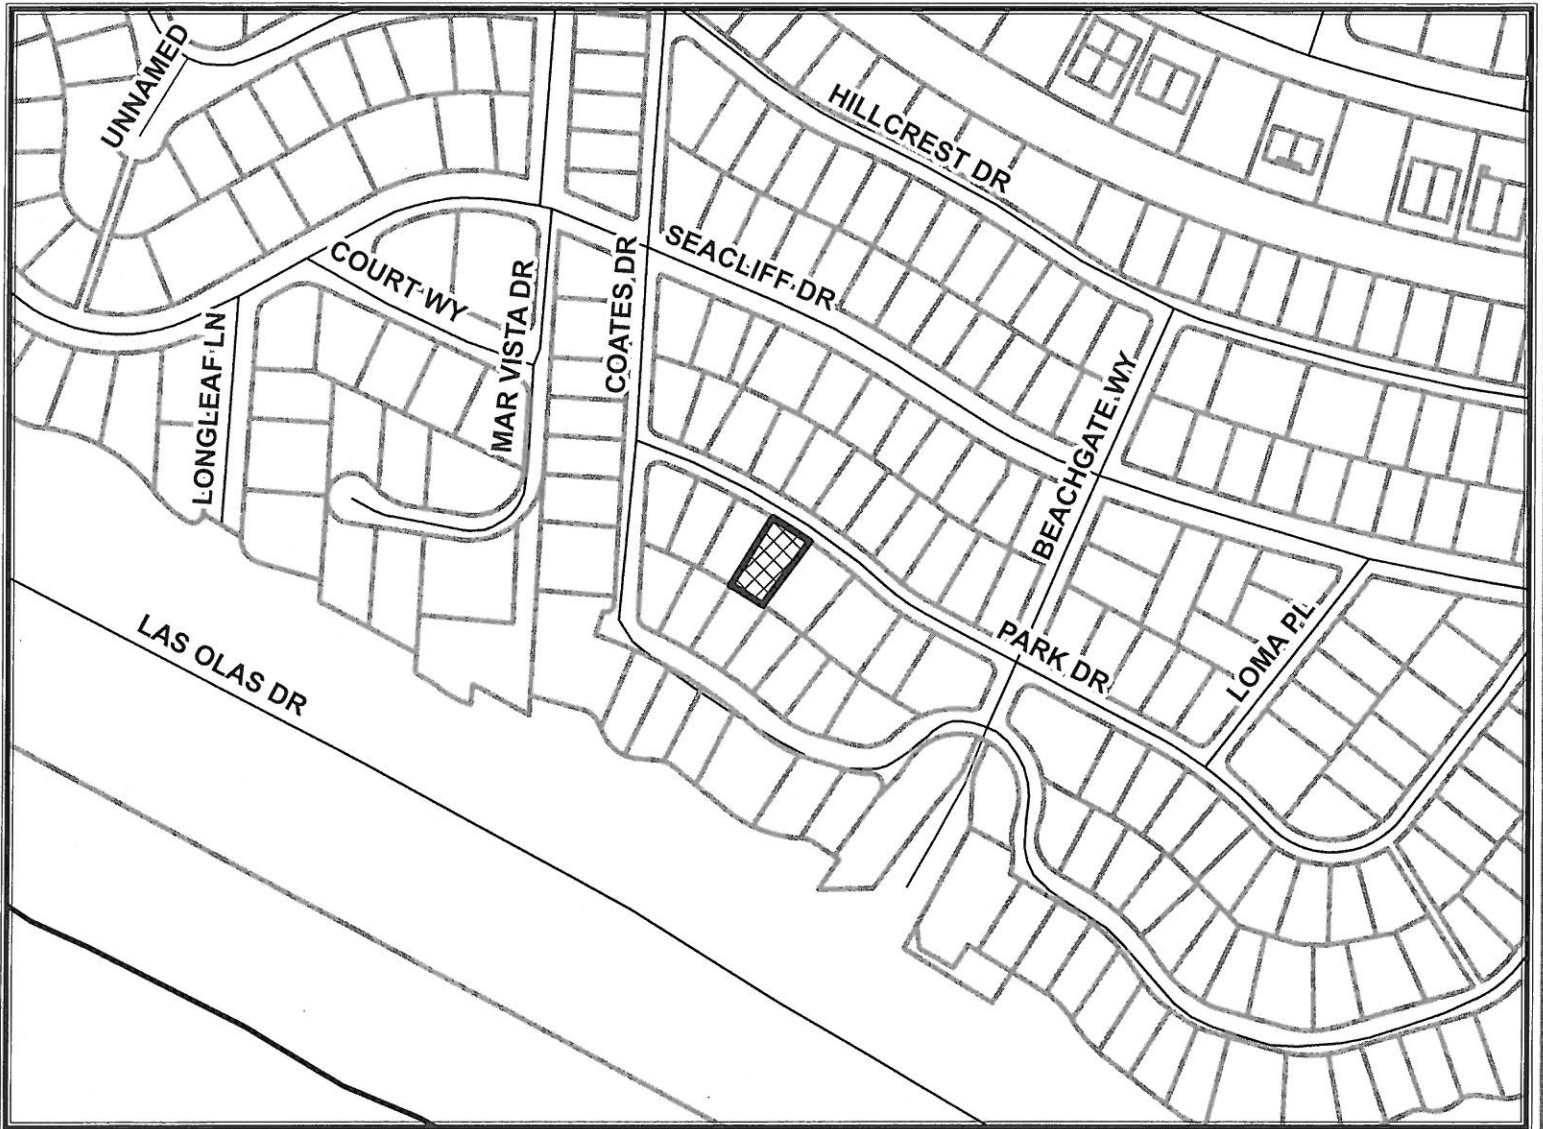 UNNAMED
HILLCREST DR
COURT WY
SEACLIFF DR
MAR VISTA DR
COATES DR
LONGLEAF LN
BEACHGATE WY
LAS OLAS DR
PARK DR
LOMA PL